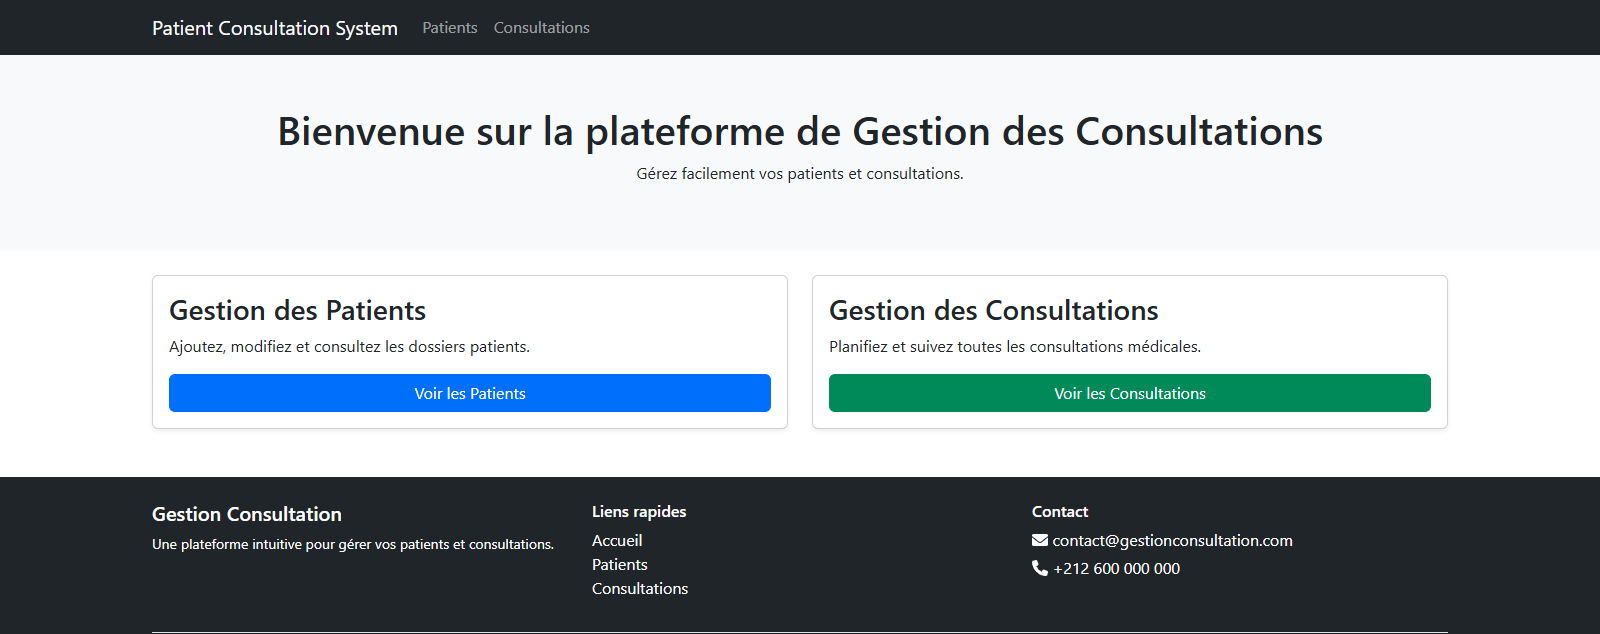 Patient Consultation System Patients Consultations
Bienvenue sur la plateforme de Gestion des Consultations
Gérez facilement vos patients et consultations.
Gestion des Patients
Ajoutez, modifiez et consultez les dossiers patients.
Voir les Patients
Gestion des Consultations
Planifiez et suivez toutes les consultations médicales.
Voir les Consultations
Gestion Consultation
Une plateforme intuitive pour gérer vos patients et consultations.
Liens rapides
Accueil
Patients
Consultations
Contact
contact@gestionconsultation.com
+212 600 000 000